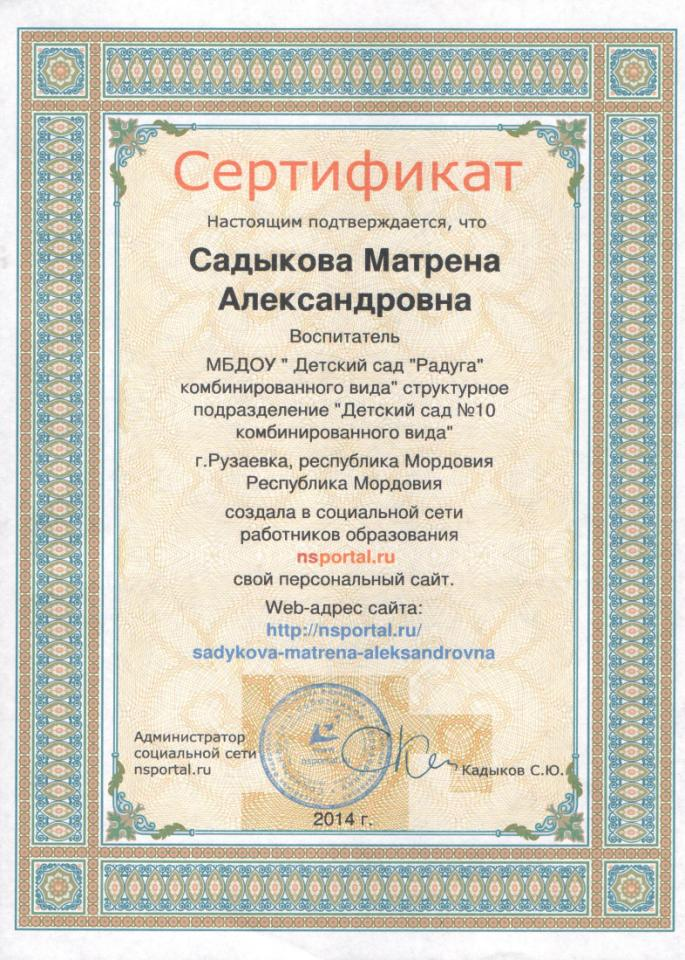 Сертификат
Настоящим подтверждается, что
Садыкова Матрена
Александровна
Воспитатель
МБДОУ " Детский сад "Радуга"
комбинированного вида" структурное
подразделение "Детский сад №10
комбинированного вида"
г.Рузаевка, республика Мордовия
Республика Мордовия
создала в социальной сети
работников образования
nsportal.ru
свой персональный сайт.
Web-адрес сайта:
http://nsportal.ru/
sadykova-matrena-aleksandrovna
Администратор
социальной сети
nsportal.ru
nsportal.ru
Кадыков С.Ю.
2014 г.